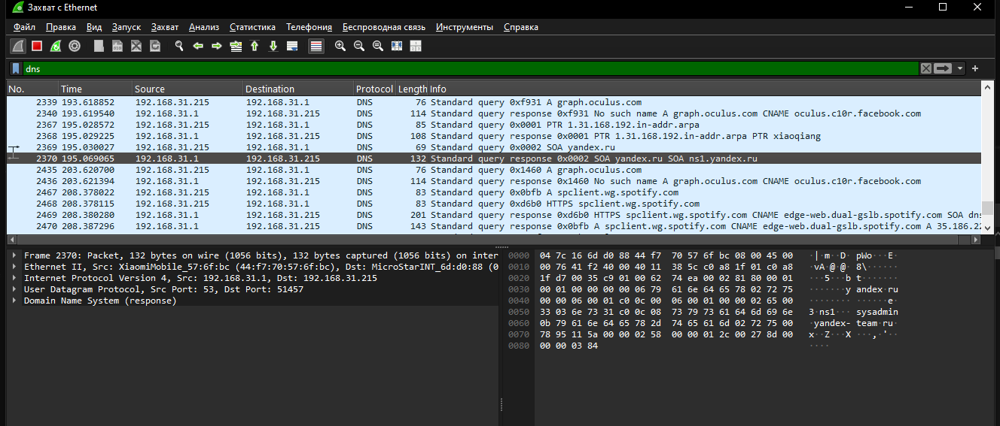 Захват с Ethernet
Файл Правка Вид Запуск Захват Анализ Статистика Телефония Беспроводная связь Инструменты Справка
dns
No. Time Source Destination Protocol Length Info
2339 193.618852 192.168.31.215 192.168.31.1 DNS 76 Standard query 0xf931 A graph.oculus.com
2340 193.619540 192.168.31.1 192.168.31.215 DNS 114 Standard query response 0xf931 No such name A graph.oculus.com CNAME oculus.c10r.facebook.com
2367 195.028572 192.168.31.215 192.168.31.1 DNS 85 Standard query 0x0001 PTR 1.31.168.192.in-addr.arpa
2368 195.029225 192.168.31.1 192.168.31.215 DNS 108 Standard query response 0x0001 PTR 1.31.168.192.in-addr.arpa PTR xiaoqiang
2369 195.030027 192.168.31.215 192.168.31.1 DNS 69 Standard query 0x0002 SOA yandex.ru
2370 195.069065 192.168.31.1 192.168.31.215 DNS 132 Standard query response 0x0002 SOA yandex.ru SOA ns1.yandex.ru
2435 203.620700 192.168.31.215 192.168.31.1 DNS 76 Standard query 0x1460 A graph.oculus.com
2436 203.621394 192.168.31.1 192.168.31.215 DNS 114 Standard query response 0x1460 No such name A graph.oculus.com CNAME oculus.c10r.facebook.com
2467 208.378022 192.168.31.215 192.168.31.1 DNS 83 Standard query 0x0bfb A spclient.wg.spotify.com
2468 208.378115 192.168.31.215 192.168.31.1 DNS 83 Standard query 0xd6b0 HTTPS spclient.wg.spotify.com
2469 208.380280 192.168.31.1 192.168.31.215 DNS 201 Standard query response 0xd6b0 HTTPS spclient.wg.spotify.com CNAME edge-web.dual-gslb.spotify.com SOA dns
2470 208.387296 192.168.31.1 192.168.31.215 DNS 143 Standard query response 0x0bfb A spclient.wg.spotify.com CNAME edge-web.dual-gslb.spotify.com A 35.186.22
Frame 2370: Packet, 132 bytes on wire (1056 bits), 132 bytes captured (1056 bits) on inter
Ethernet II, Src: XiaomiMobile_57:6f:bc (44:f7:70:57:6f:bc), Dst: MicroStarINT_6d:d0:88 (0
Internet Protocol Version 4, Src: 192.168.31.1, Dst: 192.168.31.215
User Datagram Protocol, Src Port: 53, Dst Port: 51457
Domain Name System (response)
0000 04 7c 16 6d d0 88 44 f7 70 57 6f bc 08 00 45 00 ·|·m··D· pWo···E·
0010 00 76 41 f2 40 00 40 11 38 5c c0 a8 1f 01 c0 a8 ·vA·@·@· 8\······
0020 1f d7 00 35 c9 01 00 62 74 ea 00 02 81 80 00 01 ···5···b t·······
0030 00 01 00 00 00 00 06 79 61 6e 64 65 78 02 72 75 ·······y andex·ru
0040 00 00 06 00 01 c0 0c 00 06 00 01 00 00 02 65 00 ········ ······e·
0050 33 03 6e 73 31 c0 0c 08 73 79 73 61 64 6d 69 6e 3·ns1··· sysadmin
0060 0b 79 61 6e 64 65 78 2d 74 65 61 6d 02 72 75 00 ·yandex- team·ru·
0070 78 95 11 5a 00 00 02 58 00 00 01 2c 00 27 8d 00 x··Z···X ···,·'··
0080 00 00 03 84 ····